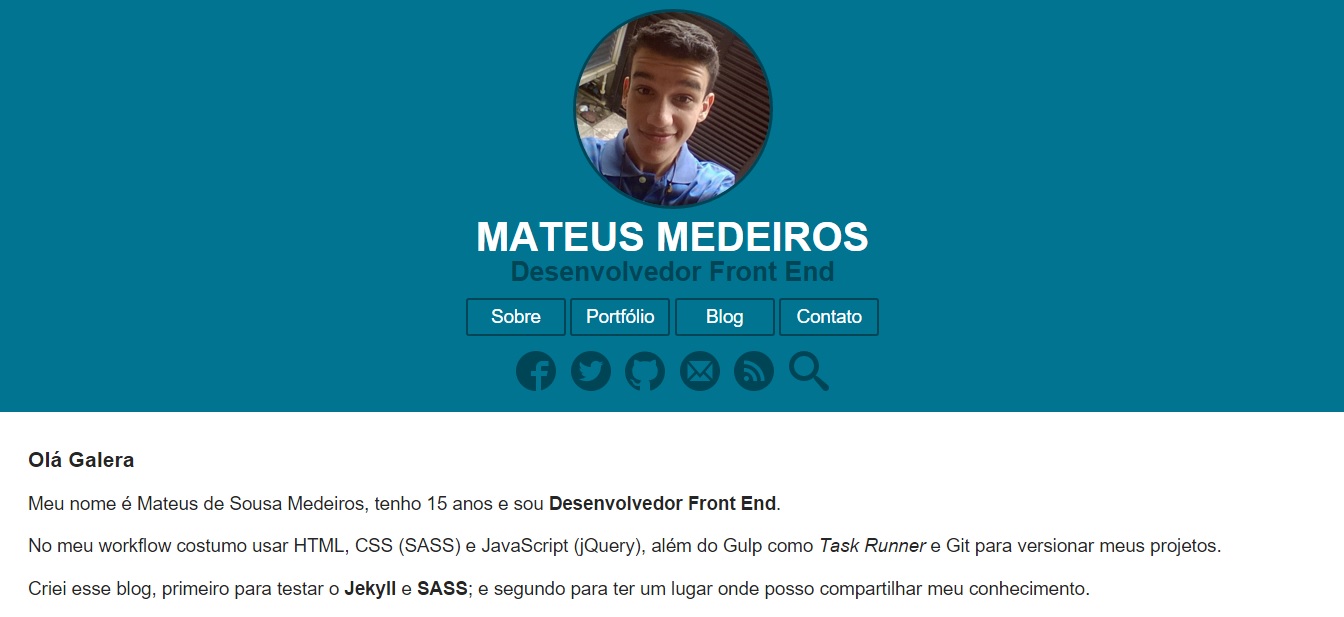 MATEUS MEDEIROS
Desenvolvedor Front End
Sobre
Portfólio
Blog
Contato
Olá Galera
Meu nome é Mateus de Sousa Medeiros, tenho 15 anos e sou Desenvolvedor Front End.
No meu workflow costumo usar HTML, CSS (SASS) e JavaScript (jQuery), além do Gulp como Task Runner e Git para versionar meus projetos.
Criei esse blog, primeiro para testar o Jekyll e SASS; e segundo para ter um lugar onde posso compartilhar meu conhecimento.